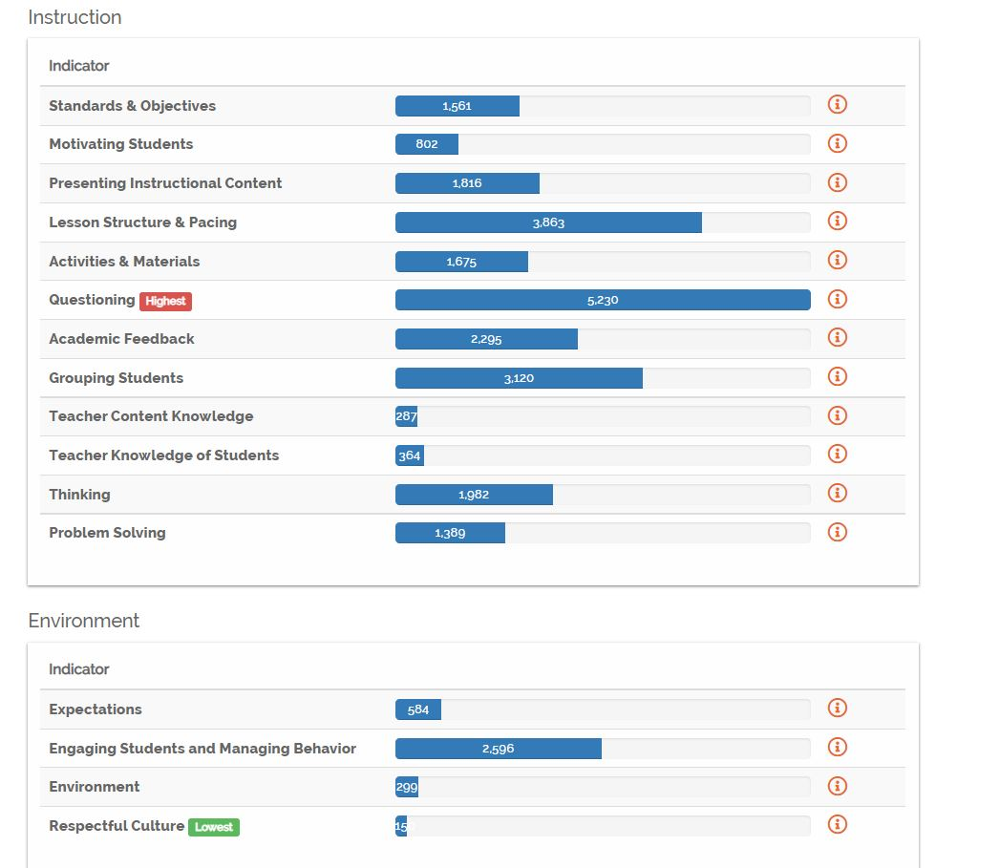 Instruction
Indicator
Standards & Objectives 1,561
Motivating Students 802
Presenting Instructional Content 1,816
Lesson Structure & Pacing 3,863
Activities & Materials 1,675
Questioning Highest 5,230
Academic Feedback 2,295
Grouping Students 3,120
Teacher Content Knowledge 287
Teacher Knowledge of Students 364
Thinking 1,982
Problem Solving 1,389
Environment
Indicator
Expectations 584
Engaging Students and Managing Behavior 2,596
Environment 299
Respectful Culture Lowest